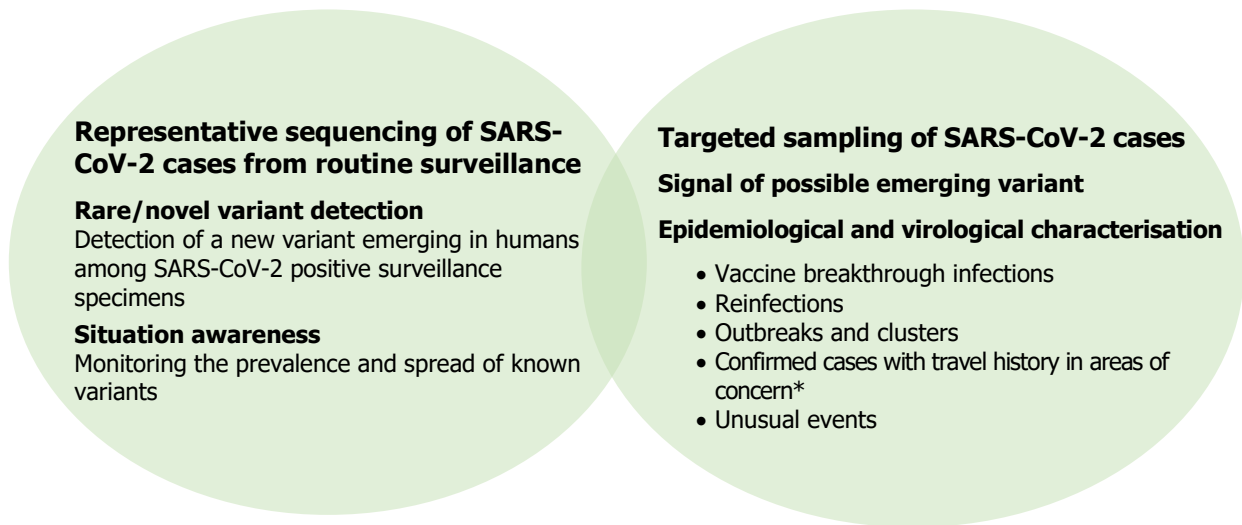 Representative sequencing of SARS-
CoV-2 cases from routine surveillance
Rare/novel variant detection
Detection of a new variant emerging in humans
among SARS-CoV-2 positive surveillance
specimens
Situation awareness
Monitoring the prevalence and spread of known
variants
Targeted sampling of SARS-CoV-2 cases
Signal of possible emerging variant
Epidemiological and virological characterisation
• Vaccine breakthrough infections
• Reinfections
• Outbreaks and clusters
• Confirmed cases with travel history in areas of
concern*
• Unusual events